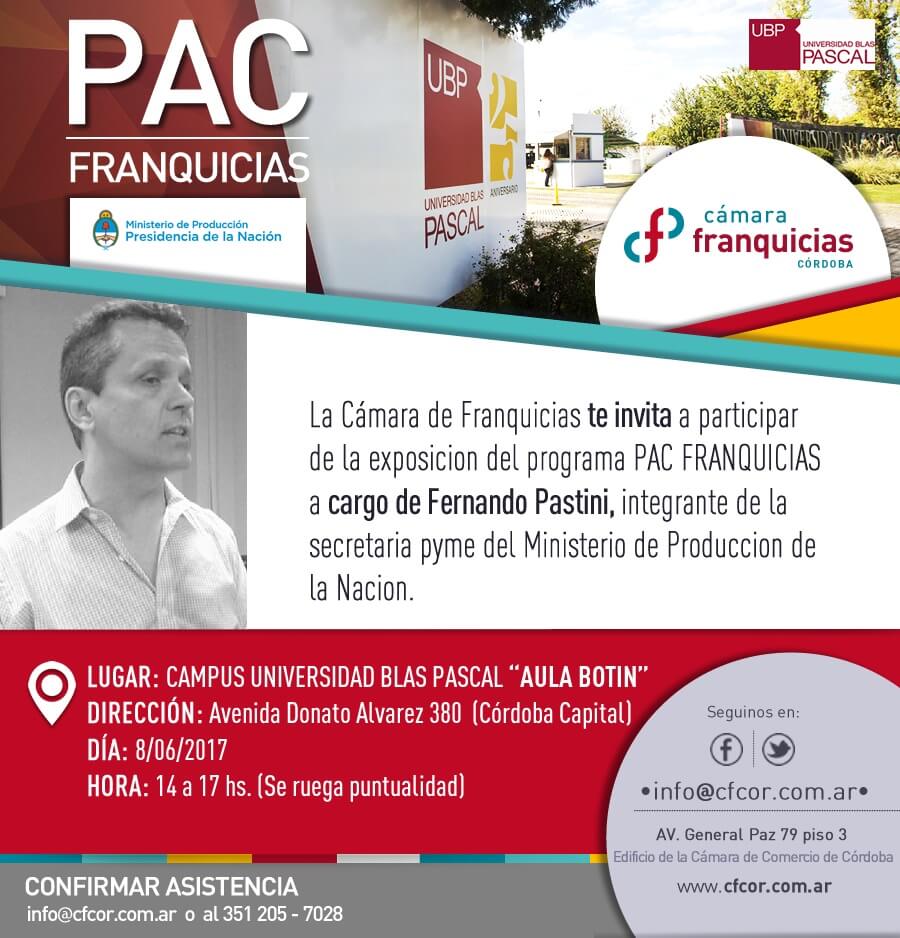 PAC
FRANQUICIAS
Ministerio de Producción
Presidencia de la Nación
UBP
UNIVERSIDAD BLAS
PASCAL
25
ANIVERSARIO
UBP
UNIVERSIDAD BLAS
PASCAL
UNIVERSIDAD BLAS
cámara
franquicias
CÓRDOBA
La Cámara de Franquicias te invita a participar
de la exposicion del programa PAC FRANQUICIAS
a cargo de Fernando Pastini, integrante de la
secretaria pyme del Ministerio de Produccion de
la Nacion.
LUGAR: CAMPUS UNIVERSIDAD BLAS PASCAL “AULA BOTIN”
DIRECCIÓN: Avenida Donato Alvarez 380 (Córdoba Capital)
DÍA: 8/06/2017
HORA: 14 a 17 hs. (Se ruega puntualidad)
Seguinos en:
•info@cfcor.com.ar•
AV. General Paz 79 piso 3
Edificio de la Cámara de Comercio de Córdoba
www.cfcor.com.ar
CONFIRMAR ASISTENCIA
info@cfcor.com.ar o al 351 205 - 7028